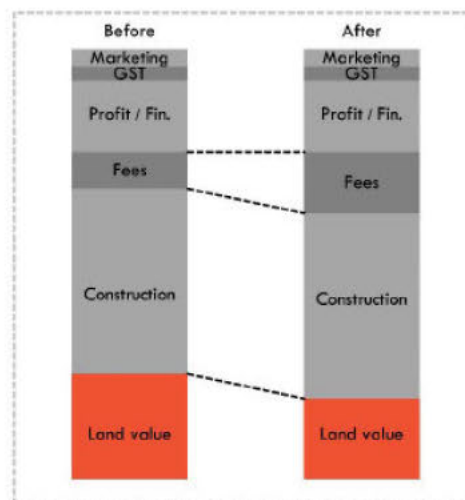 Before
Marketing
GST
Profit / Fin.
Fees
Construction
Land value
After
Marketing
GST
Profit / Fin.
Fees
Construction
Land value